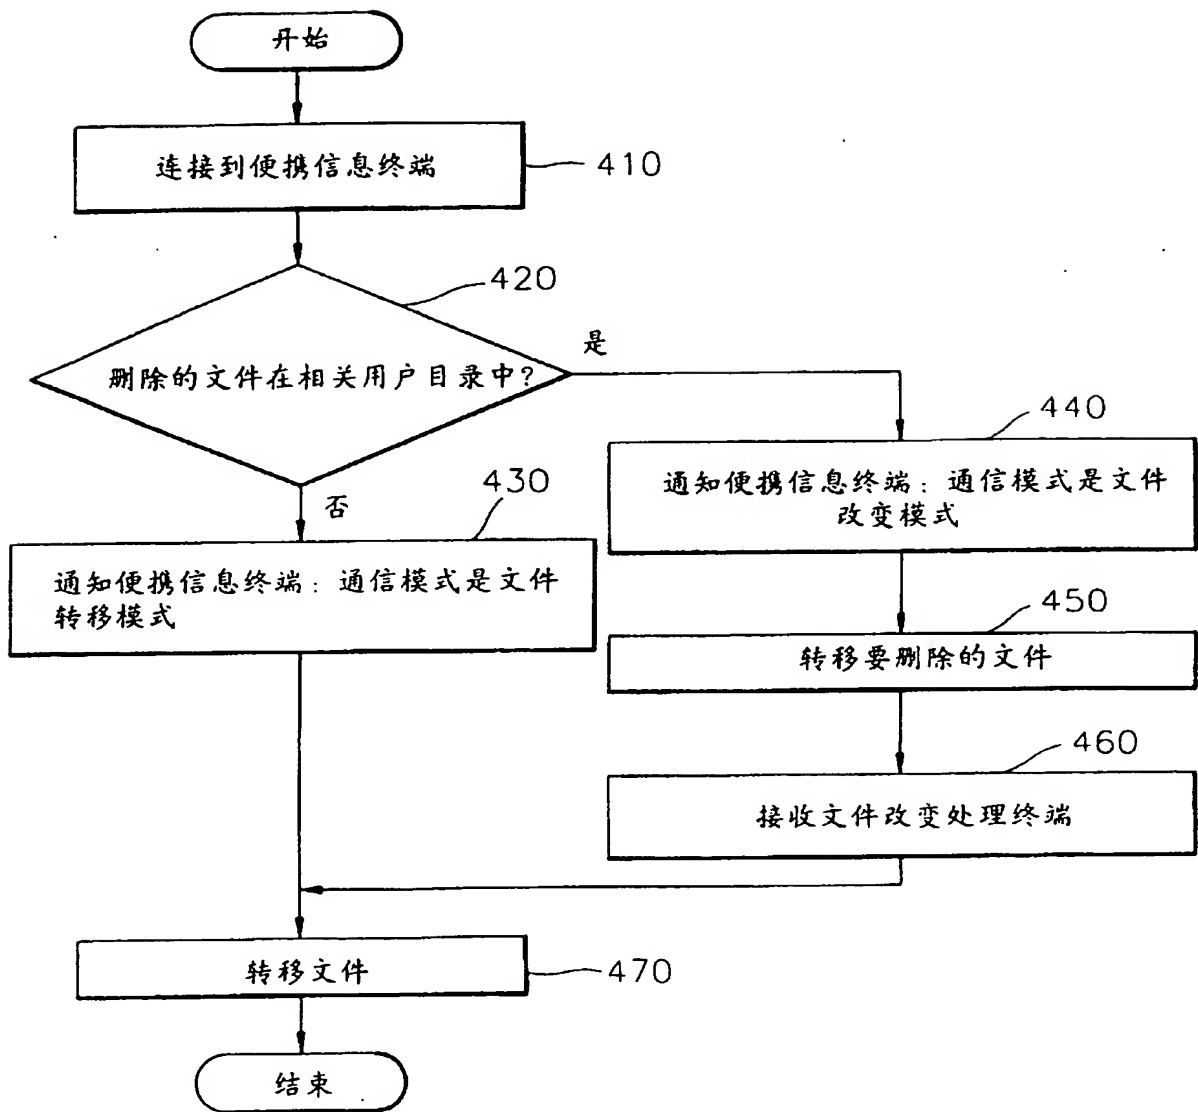 开始
连接到便携信息终端
410
420
删除的文件在相关用户目录中?
是
否
430
通知便携信息终端: 通信模式是文件
转移模式
440
通知便携信息终端: 通信模式是文件
改变模式
450
转移要删除的文件
460
接收文件改变处理终端
转移文件
470
结束